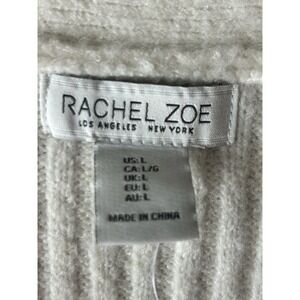 RACHEL ZOE
LOS ANGELES NEW YORK
US: L
CA: L/G
UK: L
EU: L
AU: L
MADE IN CHINA